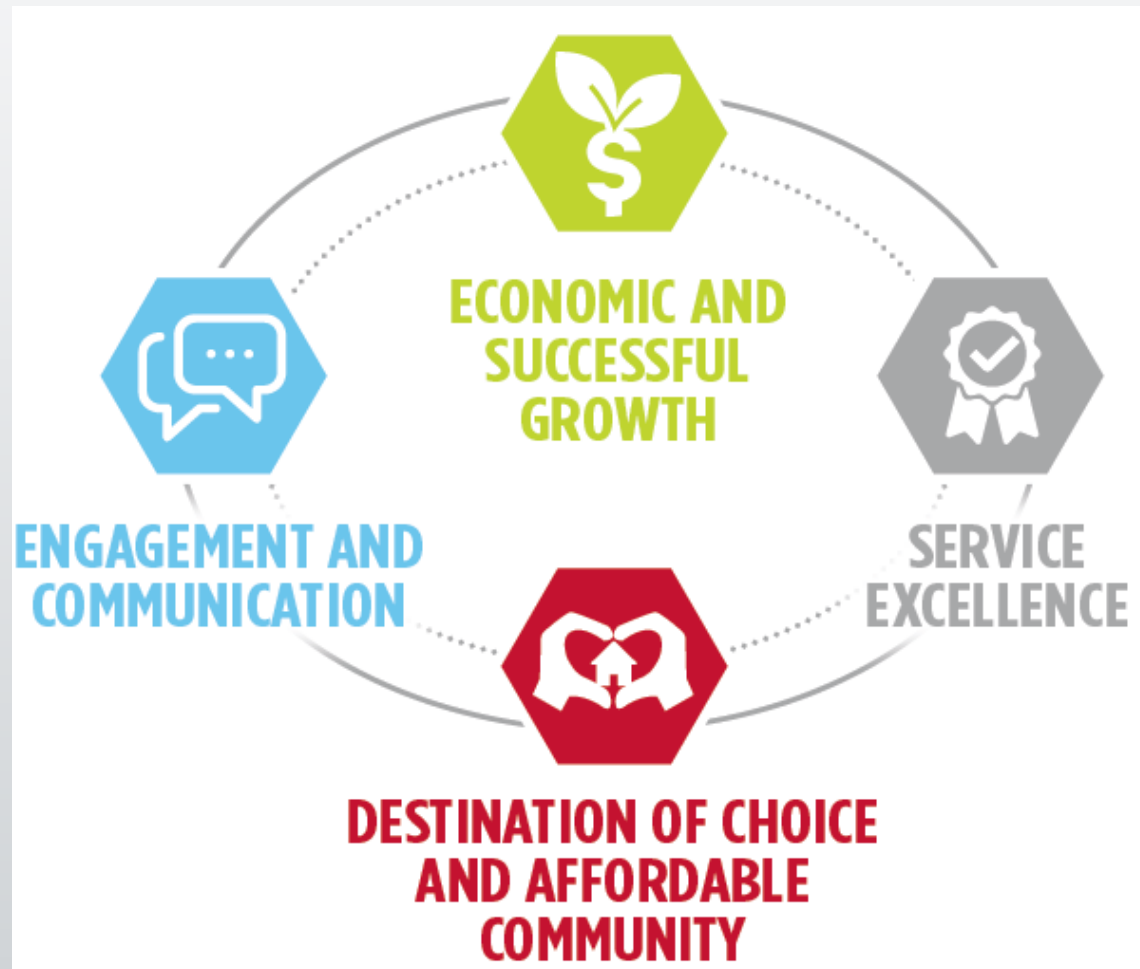 ECONOMIC AND
SUCCESSFUL
GROWTH
ENGAGEMENT AND
COMMUNICATION
SERVICE
EXCELLENCE
DESTINATION OF CHOICE
AND AFFORDABLE
COMMUNITY